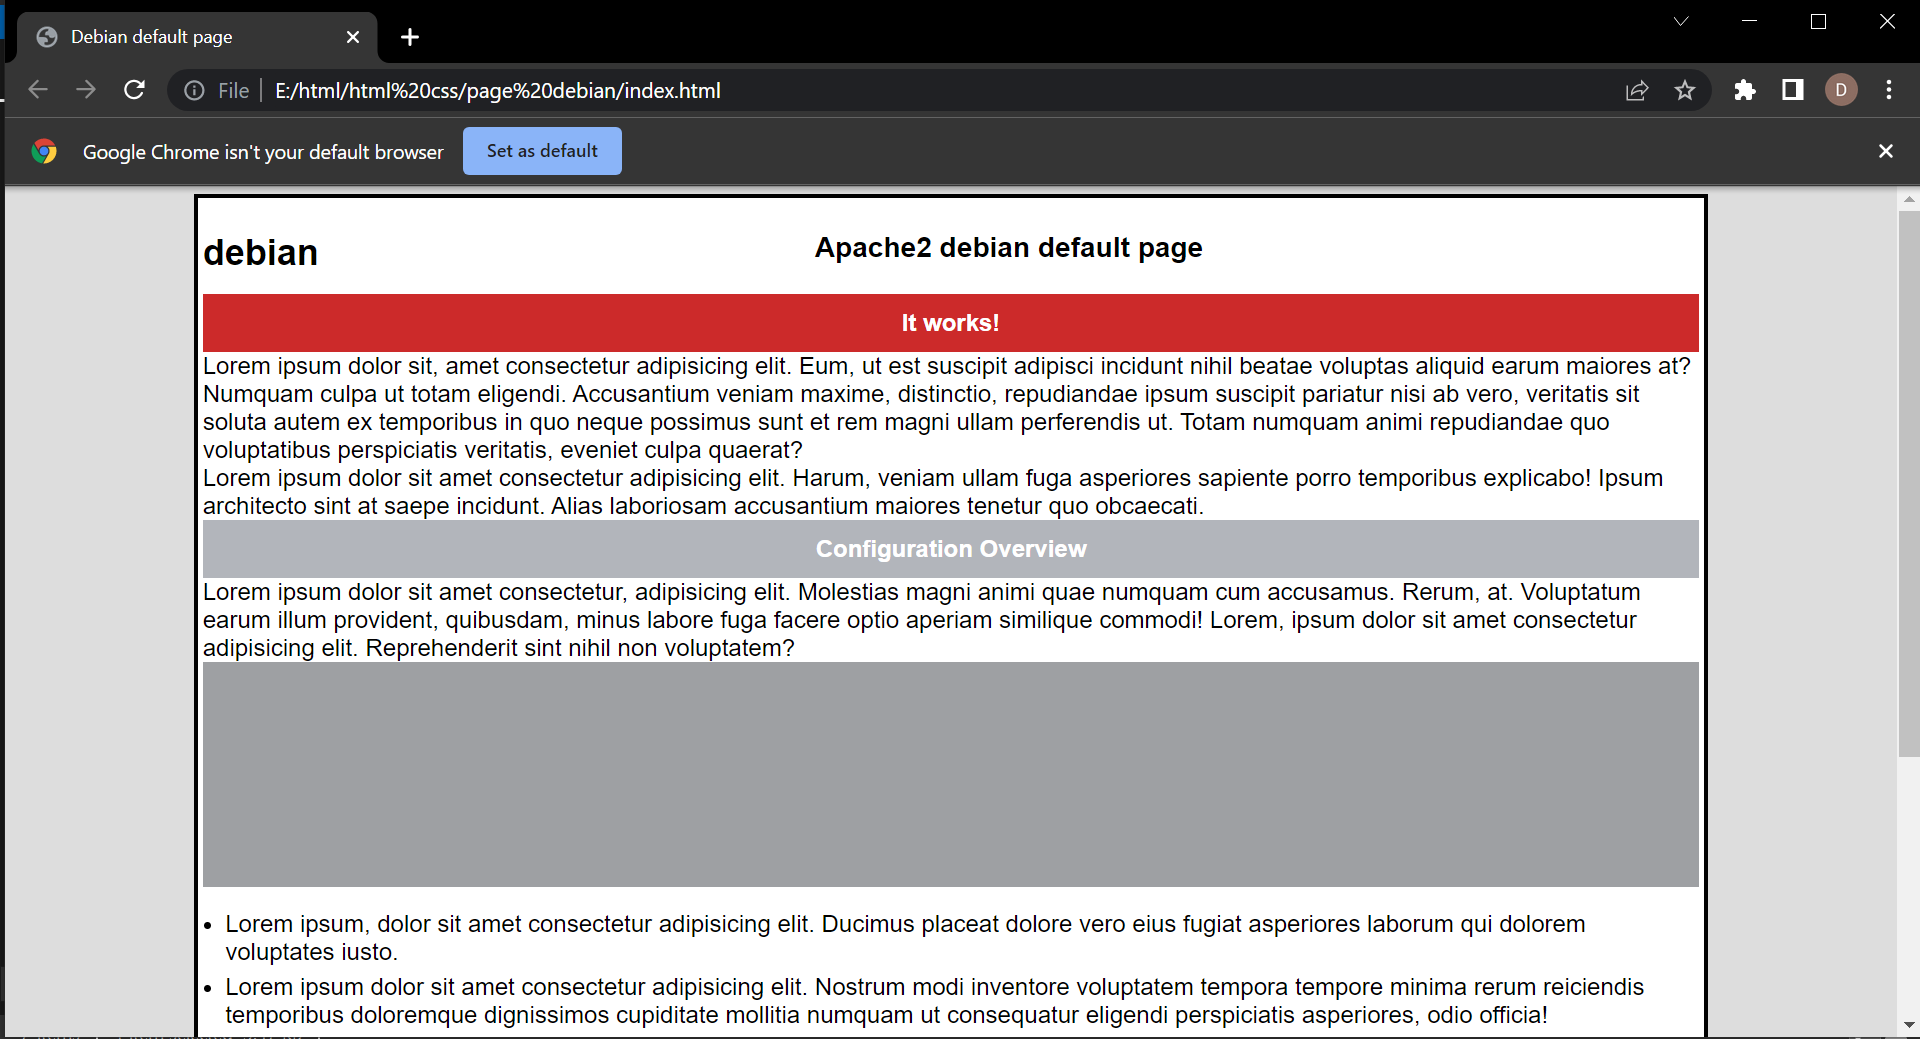 Debian default page
File
E:/html/html%20css/page%20debian/index.html
D
Google Chrome isn't your default browser
Set as default
debian
Apache2 debian default page
It works!
Lorem ipsum dolor sit, amet consectetur adipisicing elit. Eum, ut est suscipit adipisci incidunt nihil beatae voluptas aliquid earum maiores at?
Numquam culpa ut totam eligendi. Accusantium veniam maxime, distinctio, repudiandae ipsum suscipit pariatur nisi ab vero, veritatis sit
soluta autem ex temporibus in quo neque possimus sunt et rem magni ullam perferendis ut. Totam numquam animi repudiandae quo
voluptatibus perspiciatis veritatis, eveniet culpa quaerat?
Lorem ipsum dolor sit amet consectetur adipisicing elit. Harum, veniam ullam fuga asperiores sapiente porro temporibus explicabo! Ipsum
architecto sint at saepe incidunt. Alias laboriosam accusantium maiores tenetur quo obcaecati.
Configuration Overview
Lorem ipsum dolor sit amet consectetur, adipisicing elit. Molestias magni animi quae numquam cum accusamus. Rerum, at. Voluptatum
earum illum provident, quibusdam, minus labore fuga facere optio aperiam similique commodi! Lorem, ipsum dolor sit amet consectetur
adipisicing elit. Reprehenderit sint nihil non voluptatem?
• Lorem ipsum, dolor sit amet consectetur adipisicing elit. Ducimus placeat dolore vero eius fugiat asperiores laborum qui dolorem
voluptates iusto.
• Lorem ipsum dolor sit amet consectetur adipisicing elit. Nostrum modi inventore voluptatem tempora tempore minima rerum reiciendis
temporibus doloremque dignissimos cupiditate mollitia numquam ut consequatur eligendi perspiciatis asperiores, odio officia!